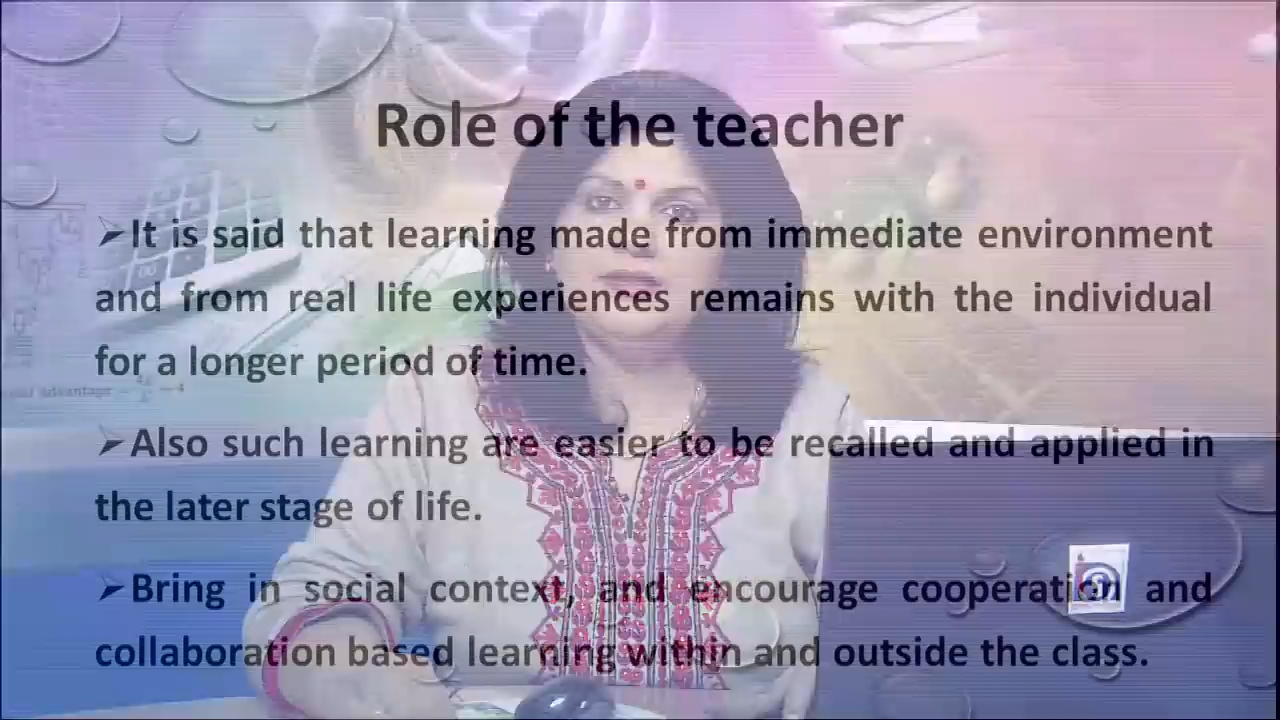 Role of the teacher
➢It is said that learning made from immediate environment
and from real life experiences remains with the individual
for a longer period of time.
➢Also such learning are easier to be recalled and applied in
the later stage of life.
➢Bring in social context, and encourage cooperation and
collaboration based learning within and outside the class.